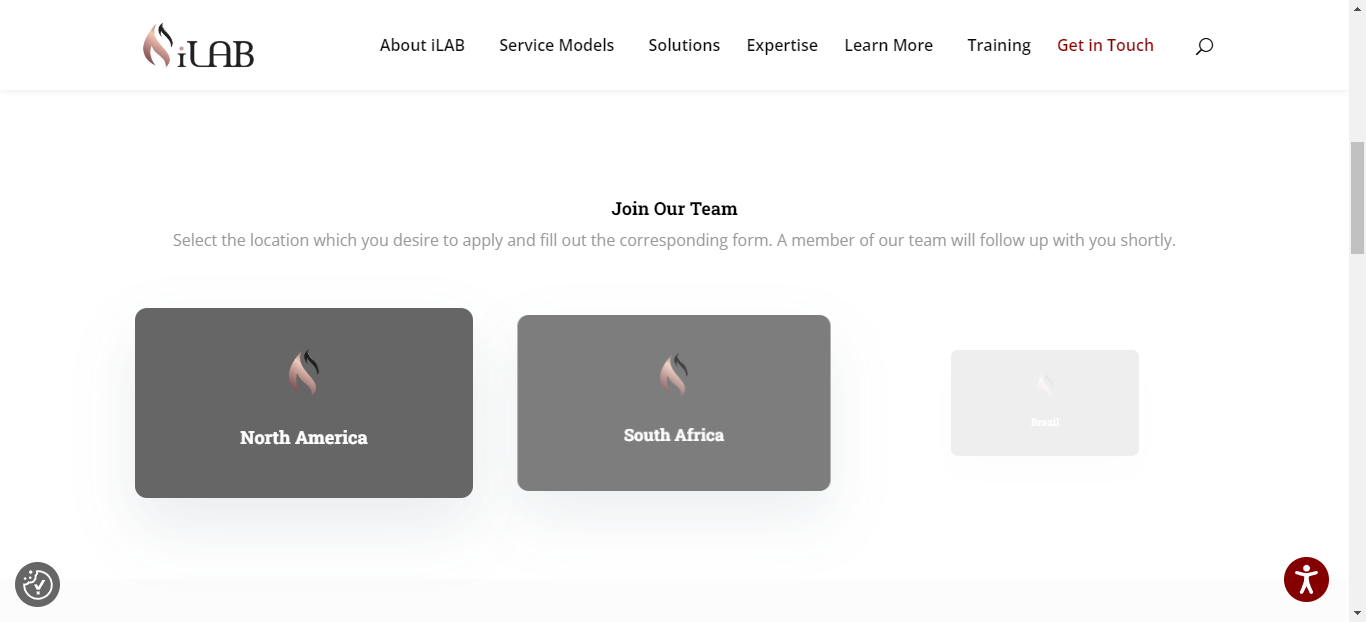 iLAB
About iLAB
Service Models
Solutions
Expertise
Learn More
Training
Get in Touch
Join Our Team
Select the location which you desire to apply and fill out the corresponding form. A member of our team will follow up with you shortly.
North America
South Africa
Brazil